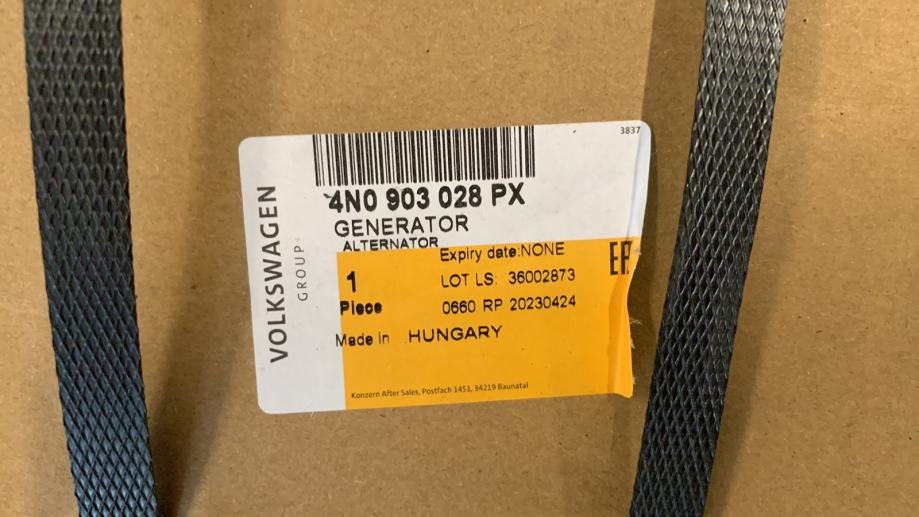 3837
4N0 903 028 PX
GENERATOR
ALTERNATOR
Expiry date:NONE
1
LOT LS: 36002873
Piece
0660 RP 20230424
Made in HUNGARY
Konzern After Sales, Postfach 1451, 34219 Baunatal
VOLKSWAGEN
GROUP